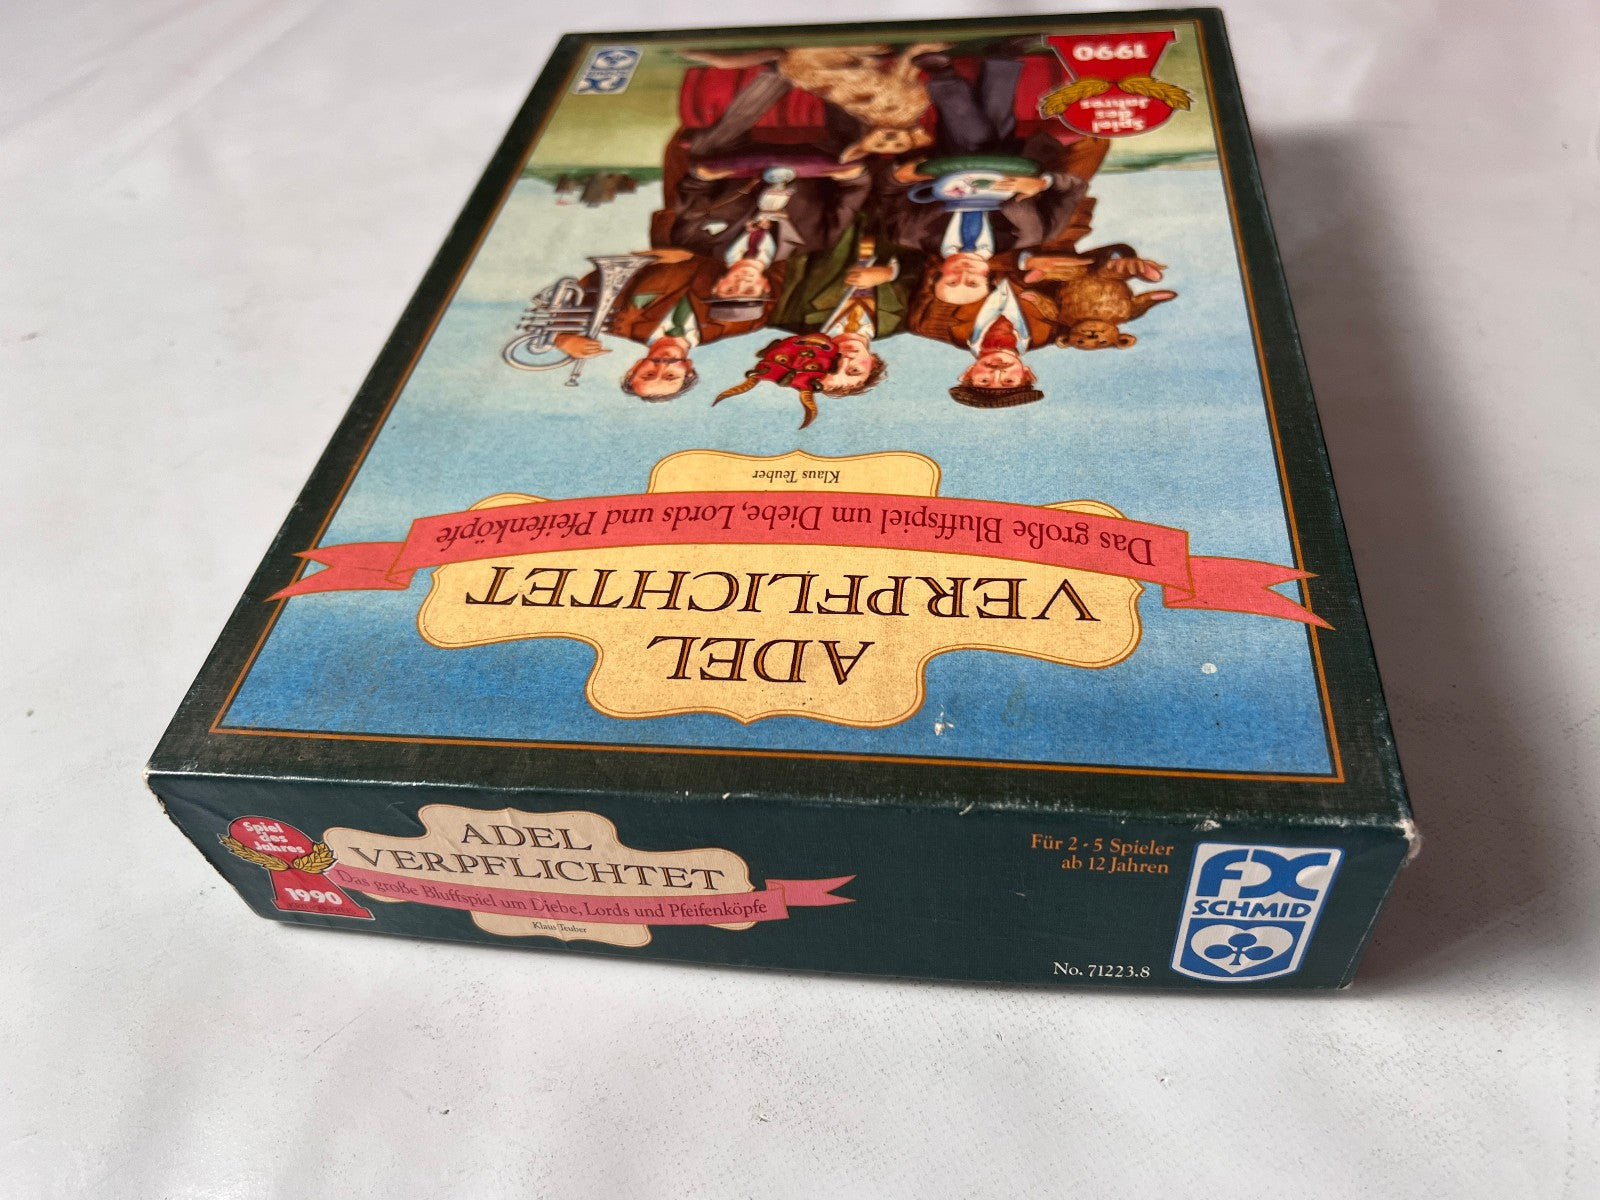 ADEL
VERPFLICHTET
Das große Bluffspiel um Diebe, Lords und Pfeifenköpfe
Klaus Teuber
Spiel
des
Jahres
1990
FX
SCHMID
ADEL
VERPFLICHTET
Das große Bluffspiel um Diebe, Lords und Pfeifenköpfe
Klaus Teuber
Spiel
des
Jahres
1990
Für 2 - 5 Spieler
ab 12 Jahren
FX
SCHMID
No. 71223.8